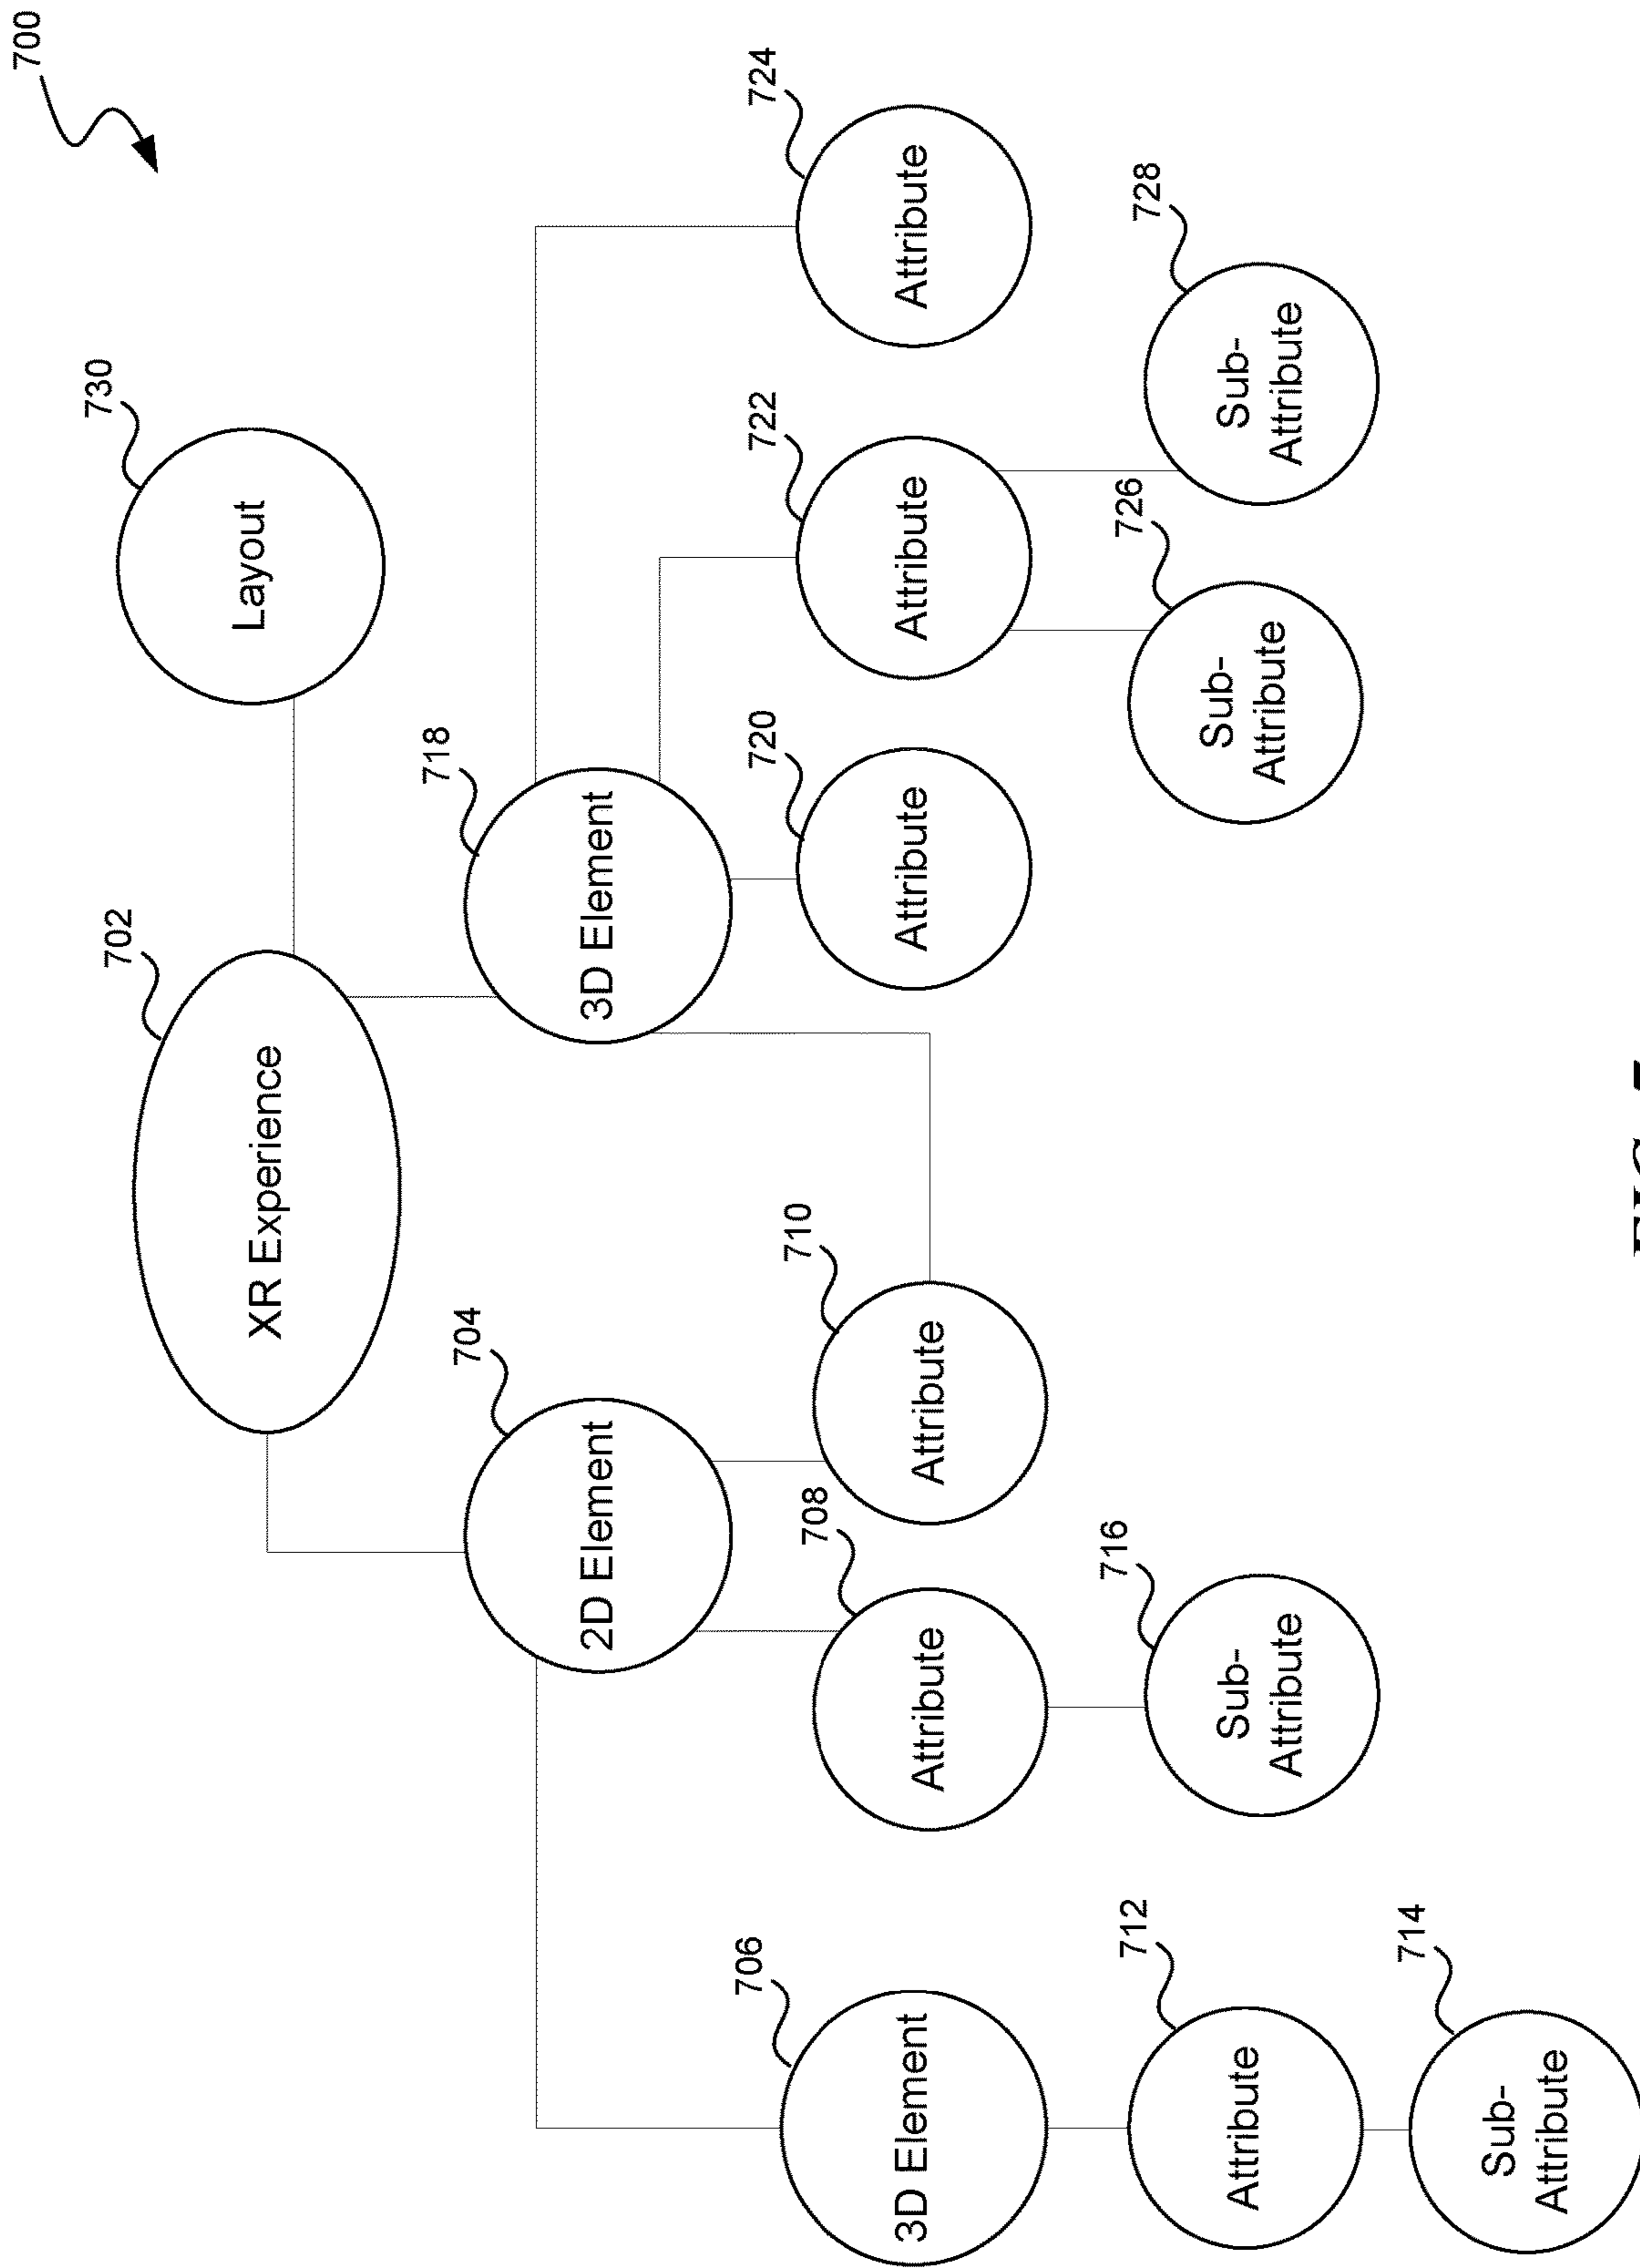 700
702
XR Experience
730
Layout
704
2D Element
718
3D Element
706
3D Element
708
Attribute
710
Attribute
720
Attribute
722
Attribute
724
Attribute
712
Attribute
716
Sub-
Attribute
726
Sub-
Attribute
728
Sub-
Attribute
714
Sub-
Attribute